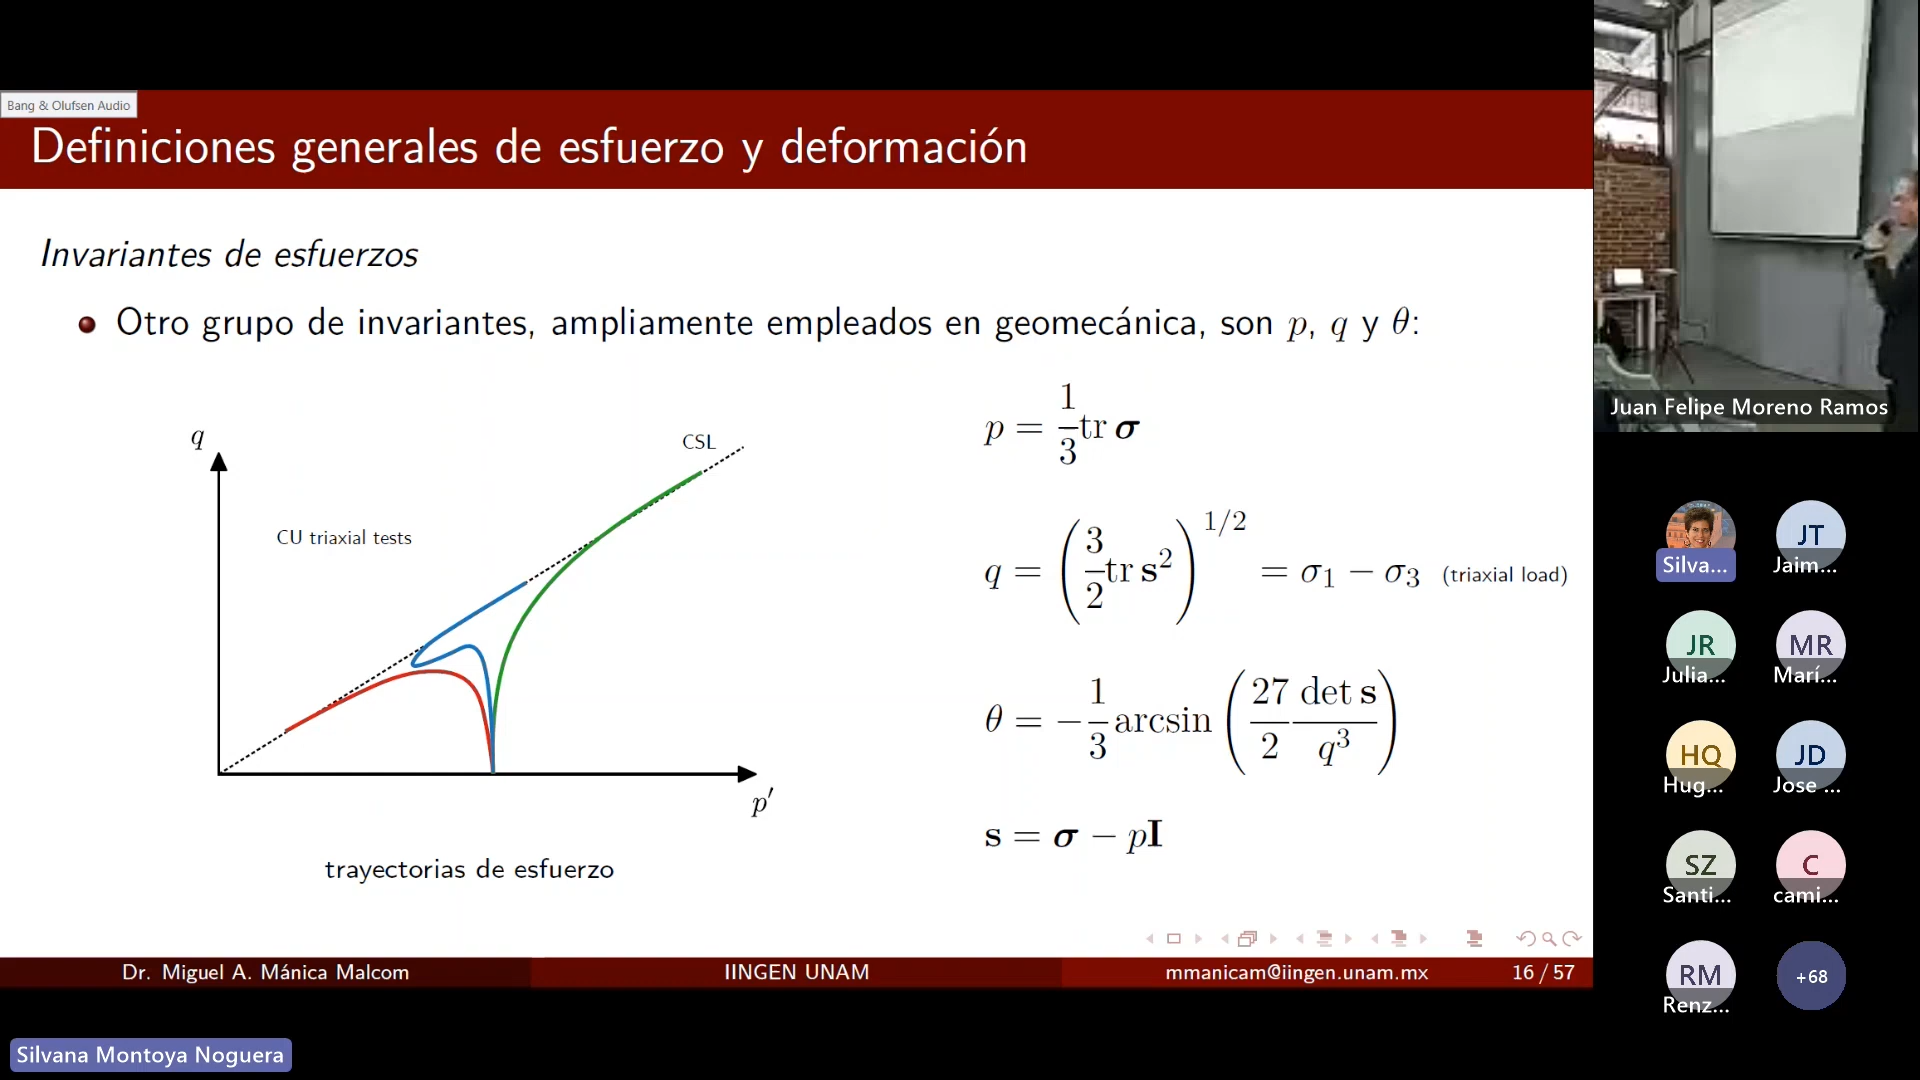 Bang & Olufsen Audio
Definiciones generales de esfuerzo y deformación
Invariantes de esfuerzos
Otro grupo de invariantes, ampliamente empleados en geomecánica, son p, q y θ:
q
CSL
CU triaxial tests
p′
trayectorias de esfuerzo
p = 1/3 tr σ
q = (3/2 tr s²)^1/2 = σ₁ − σ₃ (triaxial load)
θ = −1/3 arcsin (27/2 det s/q³)
s = σ − pI
Dr. Miguel A. Mánica Malcom
IINGEN UNAM
mmanicam@iingen.unam.mx
16 / 57
Silvana Montoya Noguera
Juan Felipe Moreno Ramos
Silva...
JT
Jaim...
JR
Julia...
MR
Marí...
HQ
Hug...
JD
Jose ...
SZ
Santi...
C
cami...
RM
Renz...
+68